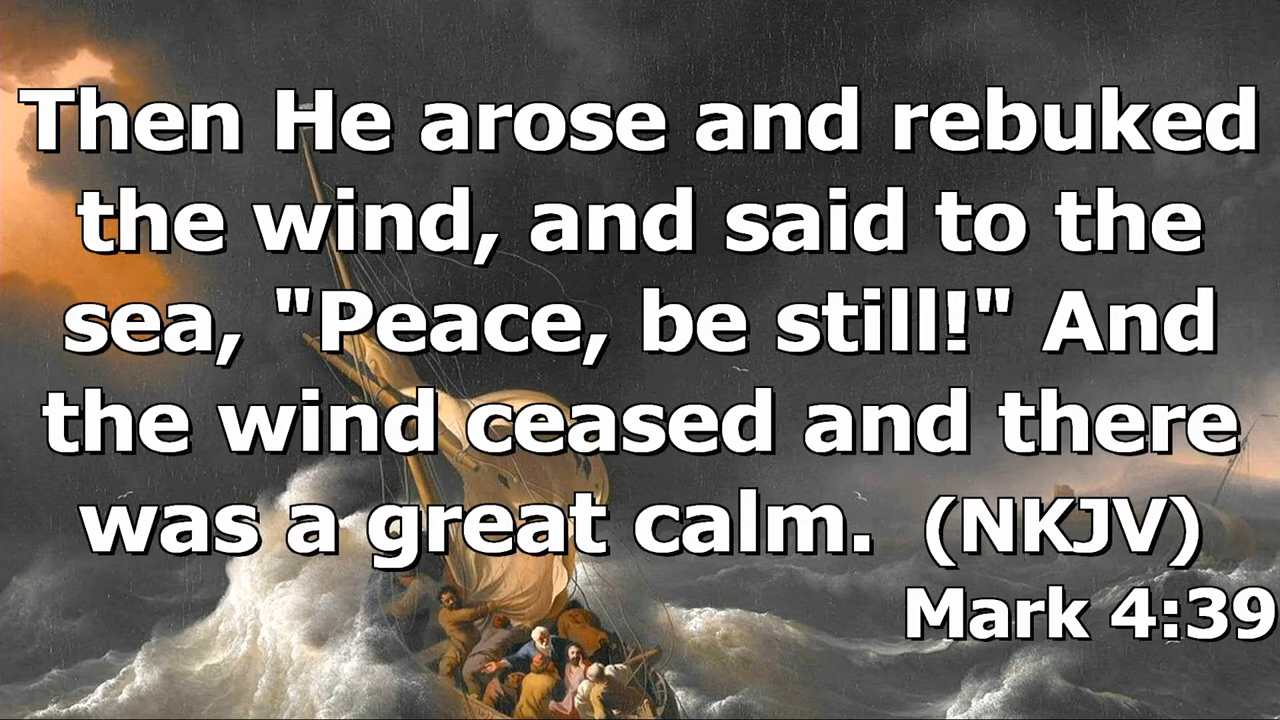 Then He arose and rebuked
the wind, and said to the
sea, "Peace, be still!" And
the wind ceased and there
was a great calm. (NKJV)
Mark 4:39